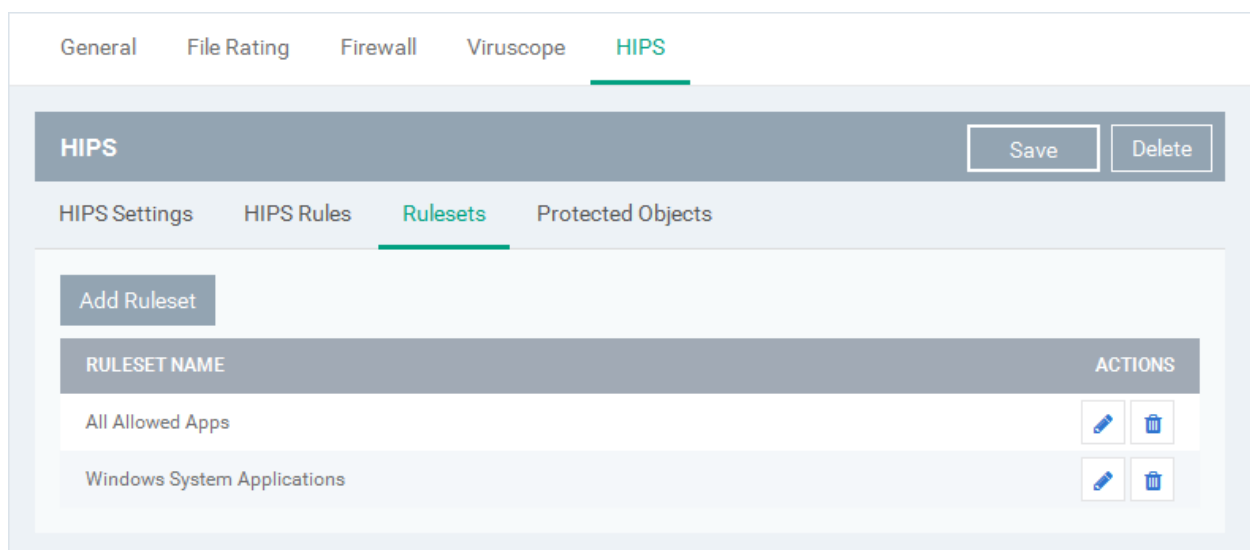 General File Rating Firewall Viruscope HIPS
HIPS Save Delete
HIPS Settings HIPS Rules Rulesets Protected Objects
Add Ruleset
RULESET NAME ACTIONS
All Allowed Apps
Windows System Applications